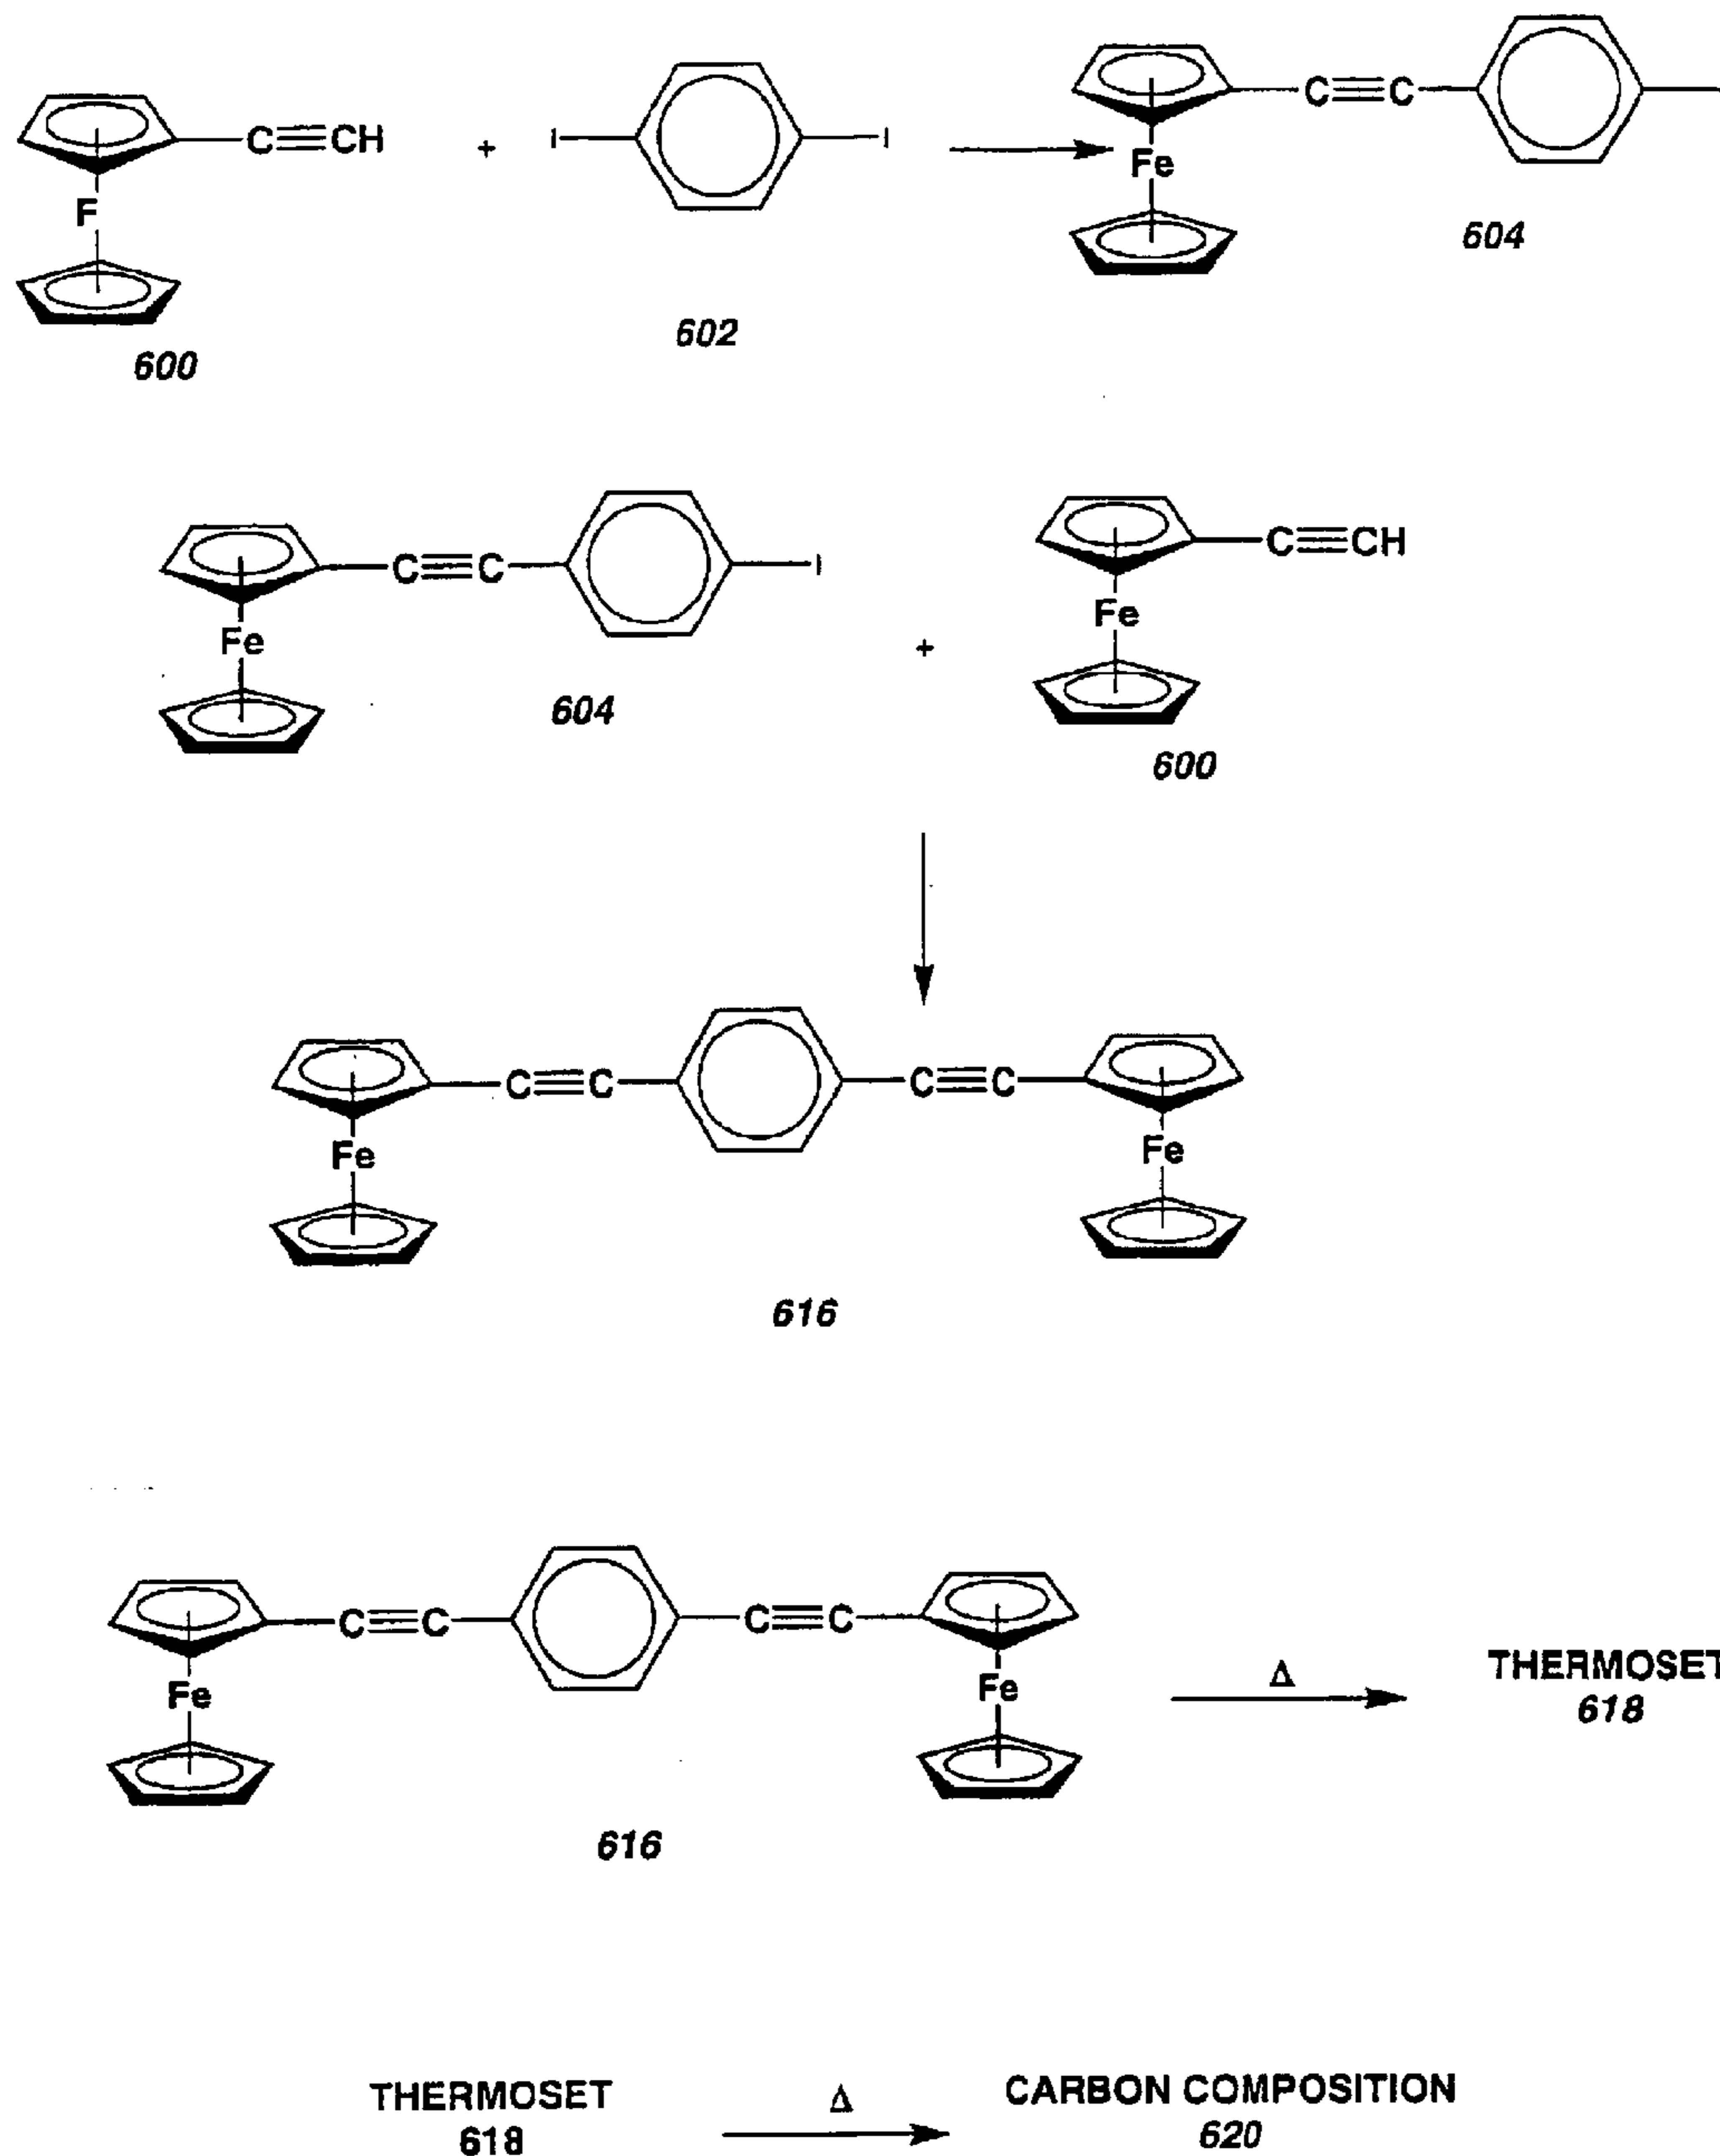 C≡CH + I I C≡C
F Fe
600 602 604
C≡C I + C≡CH
Fe Fe
604 600
C≡C C≡C
Fe Fe
616
C≡C C≡C
Fe Fe Δ THERMOSET
618
616
THERMOSET Δ CARBON COMPOSITION
618 620